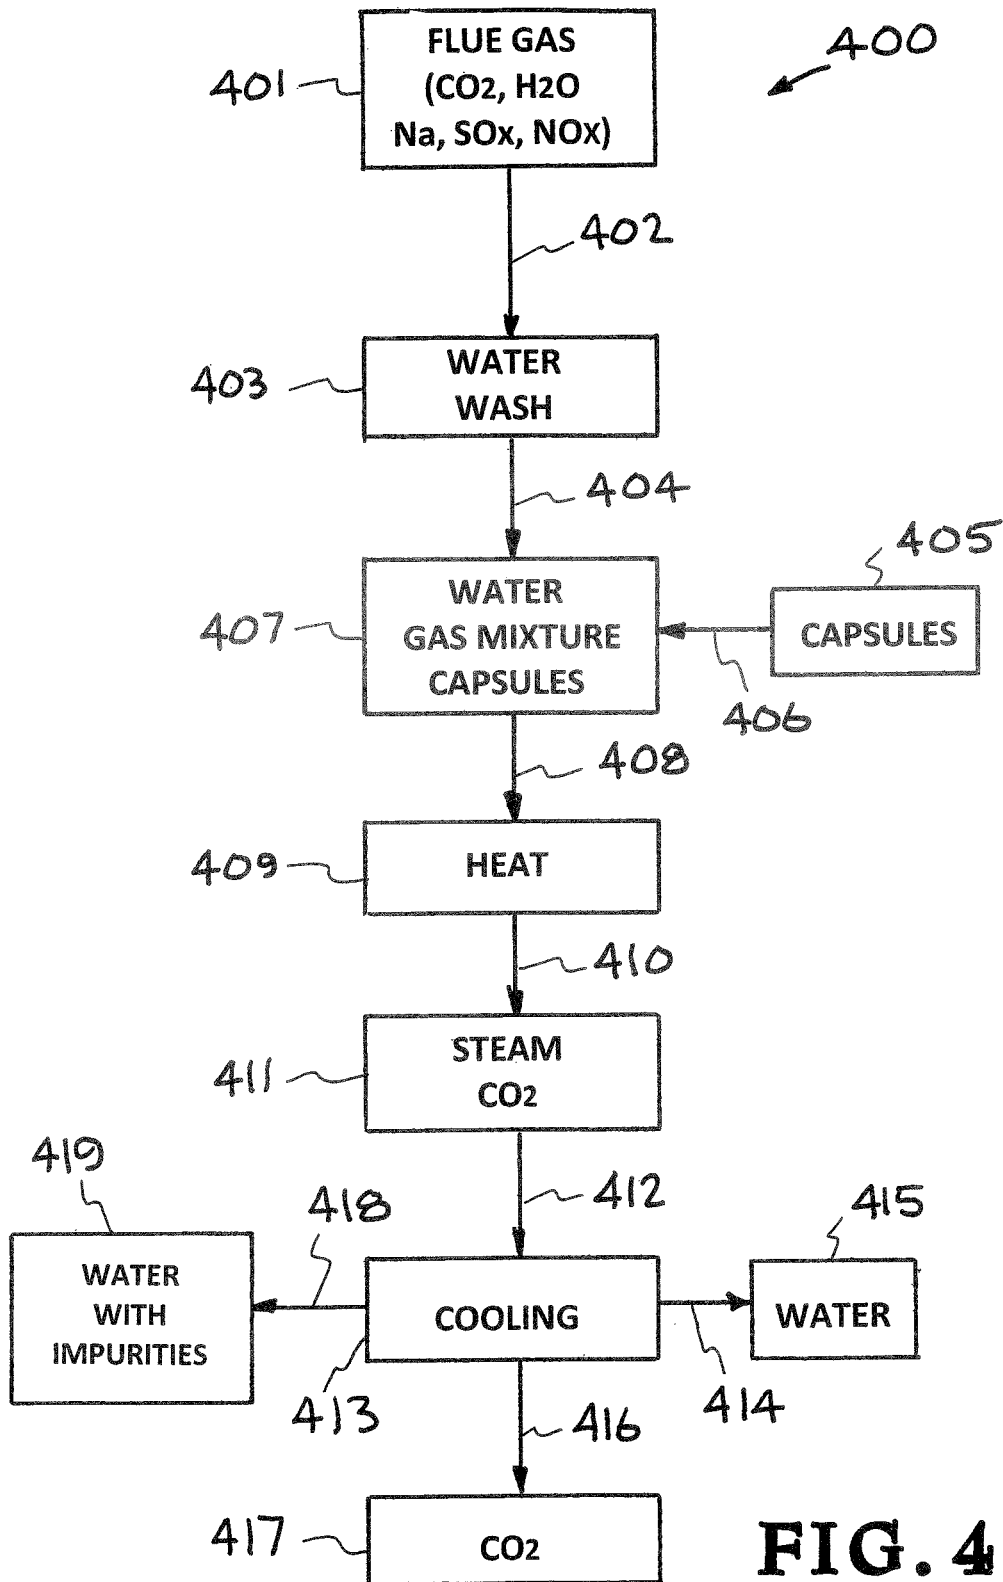 FLUE GAS
(CO2, H2O
Na, SOx, NOx)
401
400
402
WATER
WASH
403
404
405
CAPSULES
406
WATER
GAS MIXTURE
CAPSULES
407
408
HEAT
409
410
STEAM
CO2
411
412
419
WATER
WITH
IMPURITIES
418
COOLING
413
415
WATER
414
416
CO2
417
FIG. 4